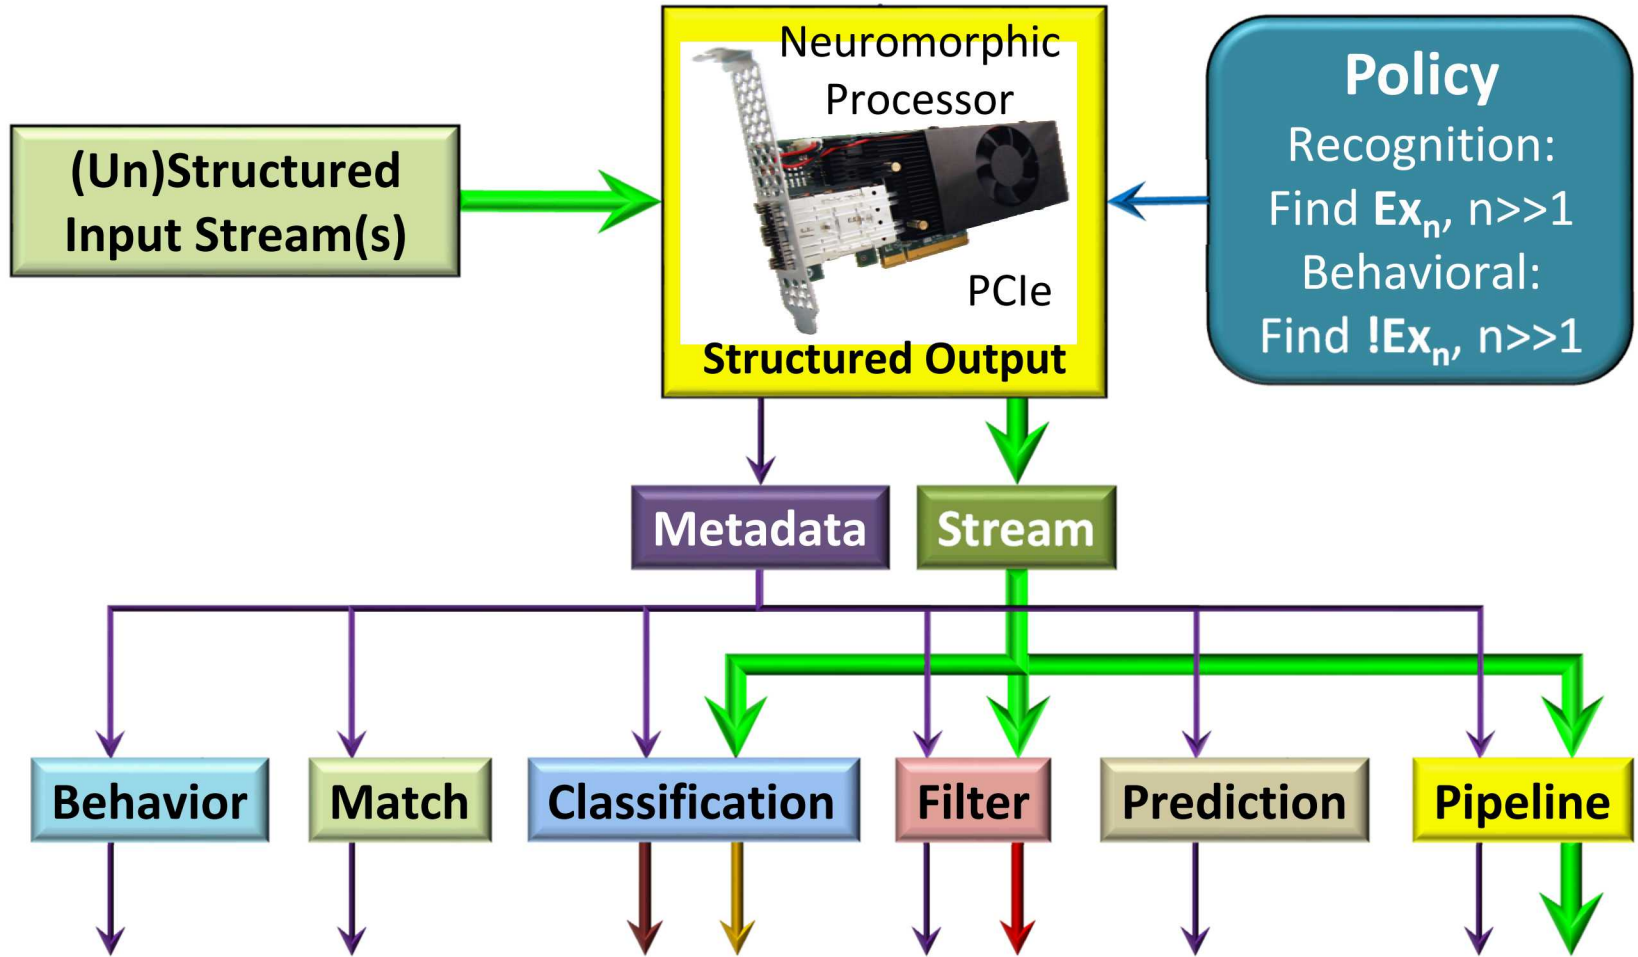 Neuromorphic
Processor
PCIe
Structured Output
(Un)Structured
Input Stream(s)
Policy
Recognition:
Find Exₙ, n>>1
Behavioral:
Find !Exₙ, n>>1
Metadata
Stream
Behavior
Match
Classification
Filter
Prediction
Pipeline